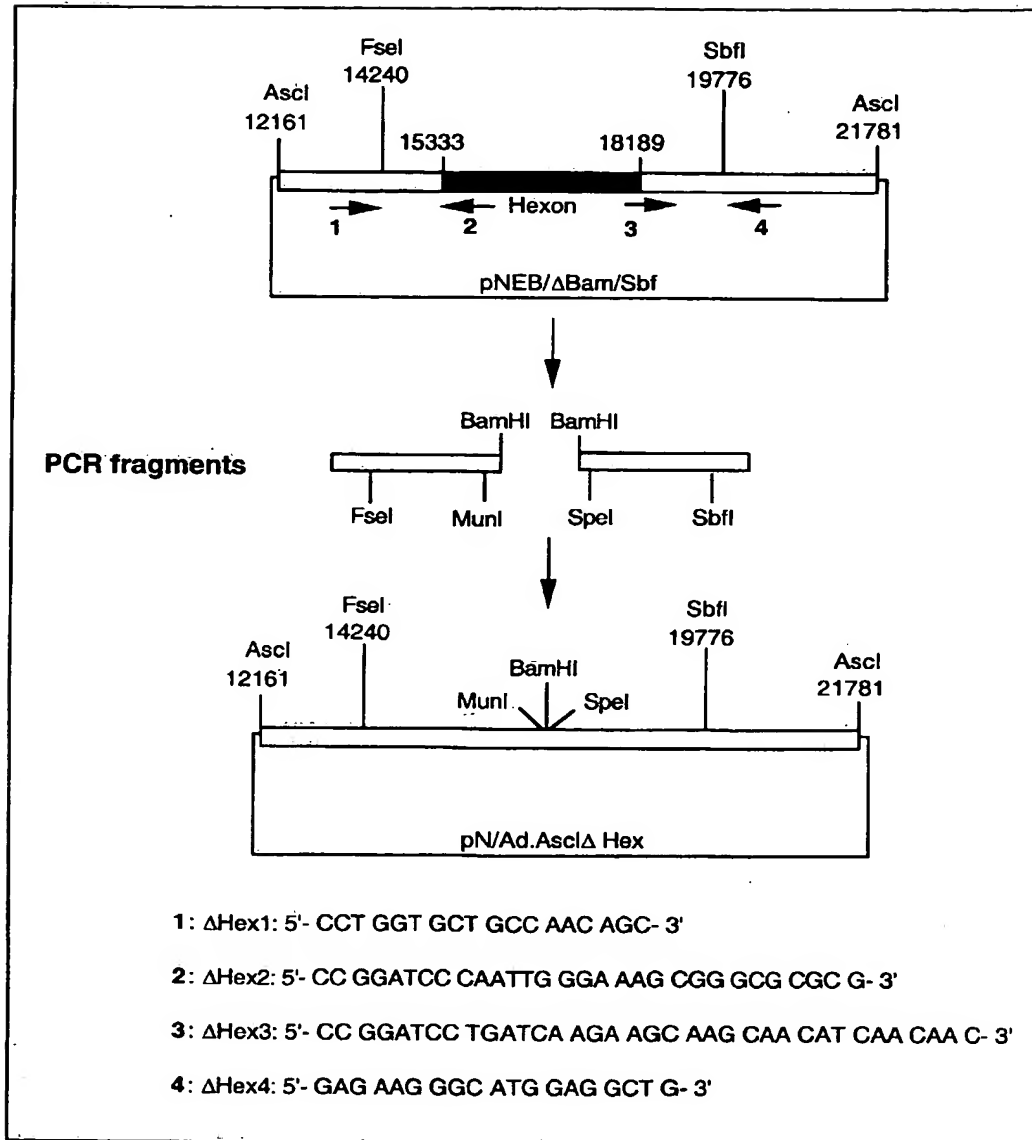 FseI
14240
SbfI
19776
AscI
12161
AscI
21781
15333
18189
Hexon
1
2
3
4
pNEB/ΔBam/Sbf
BamHI BamHI
PCR fragments
FseI MunI SpeI SbfI
FseI
14240
SbfI
19776
AscI
12161
BamHI
AscI
21781
MunI SpeI
pN/Ad.AscIΔ Hex
1: ΔHex1: 5'- CCT GGT GCT GCC AAC AGC- 3'
2: ΔHex2: 5'- CC GGATCC CAATTG GGA AAG CGG GCG CGC G- 3'
3: ΔHex3: 5'- CC GGATCC TGATCA AGA AGC AAG CAA CAT CAA CAA C- 3'
4: ΔHex4: 5'- GAG AAG GGC ATG GAG GCT G- 3'